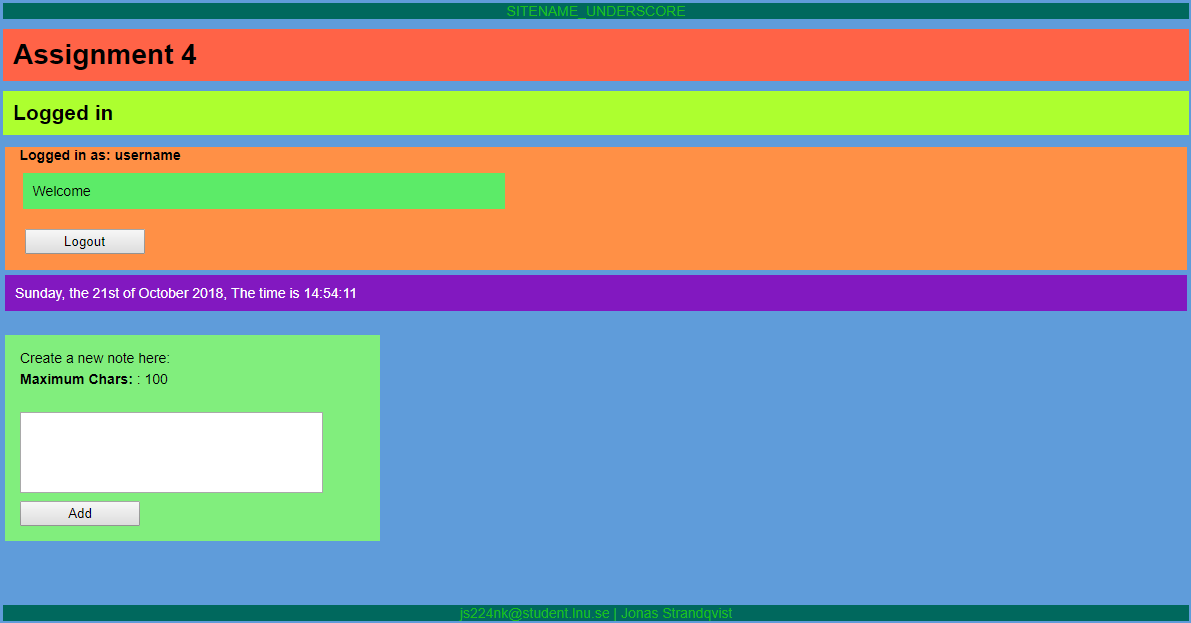 SITENAME_UNDERSCORE
Assignment 4
Logged in
Logged in as: username
Welcome
Logout
Sunday, the 21st of October 2018, The time is 14:54:11
Create a new note here:
Maximum Chars: : 100
Add
js224nk@student.lnu.se | Jonas Strandqvist